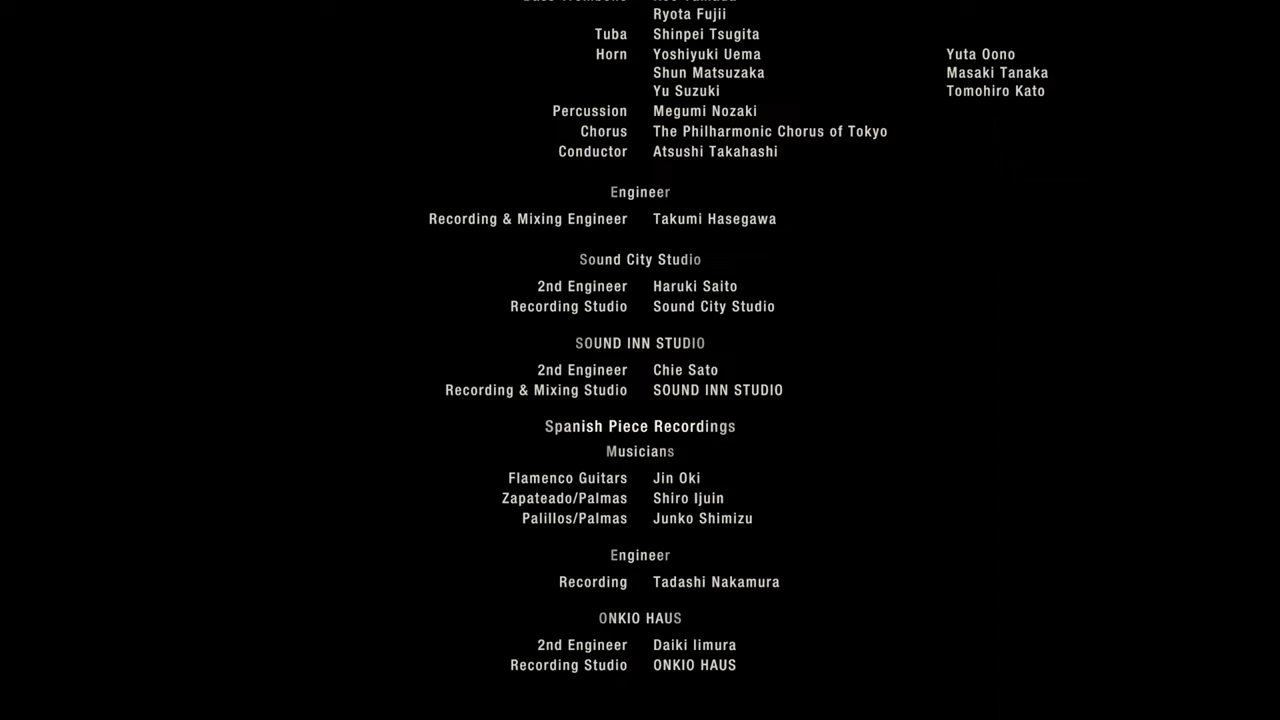 Ryota Fujii
Tuba Shinpei Tsugita
Horn Yoshiyuki Uema Yuta Oono
Shun Matsuzaka Masaki Tanaka
Yu Suzuki Tomohiro Kato
Percussion Megumi Nozaki
Chorus The Philharmonic Chorus of Tokyo
Conductor Atsushi Takahashi
Engineer
Recording & Mixing Engineer Takumi Hasegawa
Sound City Studio
2nd Engineer Haruki Saito
Recording Studio Sound City Studio
SOUND INN STUDIO
2nd Engineer Chie Sato
Recording & Mixing Studio SOUND INN STUDIO
Spanish Piece Recordings
Musicians
Flamenco Guitars Jin Oki
Zapateado/Palmas Shiro Ijuin
Palillos/Palmas Junko Shimizu
Engineer
Recording Tadashi Nakamura
ONKIO HAUS
2nd Engineer Daiki Iimura
Recording Studio ONKIO HAUS